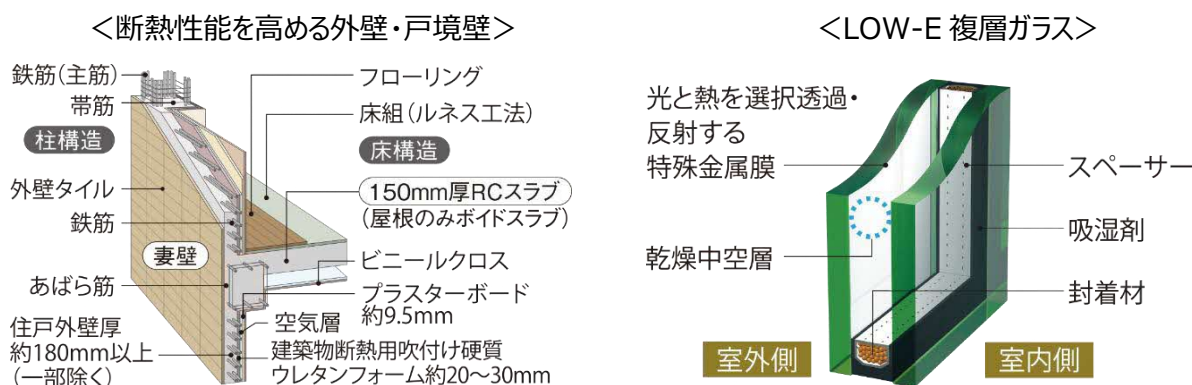 ＜断熱性能を高める外壁・戸境壁＞
鉄筋（主筋）
帯筋
柱構造
外壁タイル
鉄筋
妻壁
あばら筋
住戸外壁厚
約180mm以上
（一部除く）
フローリング
床組（ルネス工法）
床構造
150mm厚RCスラブ
（屋根のみボイドスラブ）
ビニールクロス
プラスターボード
約9.5mm
空気層
建築物断熱用吹付け硬質
ウレタンフォーム約20〜30mm
＜LOW-E 複層ガラス＞
光と熱を選択透過・
反射する
特殊金属膜
乾燥中空層
スペーサー
吸湿剤
封着材
室外側
室内側